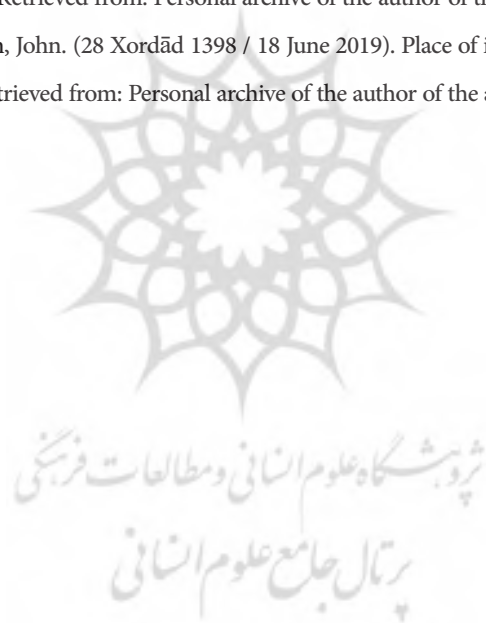 Retrieved from: Personal archive of the author of th
n, John. (28 Xordād 1398 / 18 June 2019). Place of i
trieved from: Personal archive of the author of the a
پژوهشگاه علوم انسانی و مطالعات فرهنگی
پرتال جامع علوم انسانی